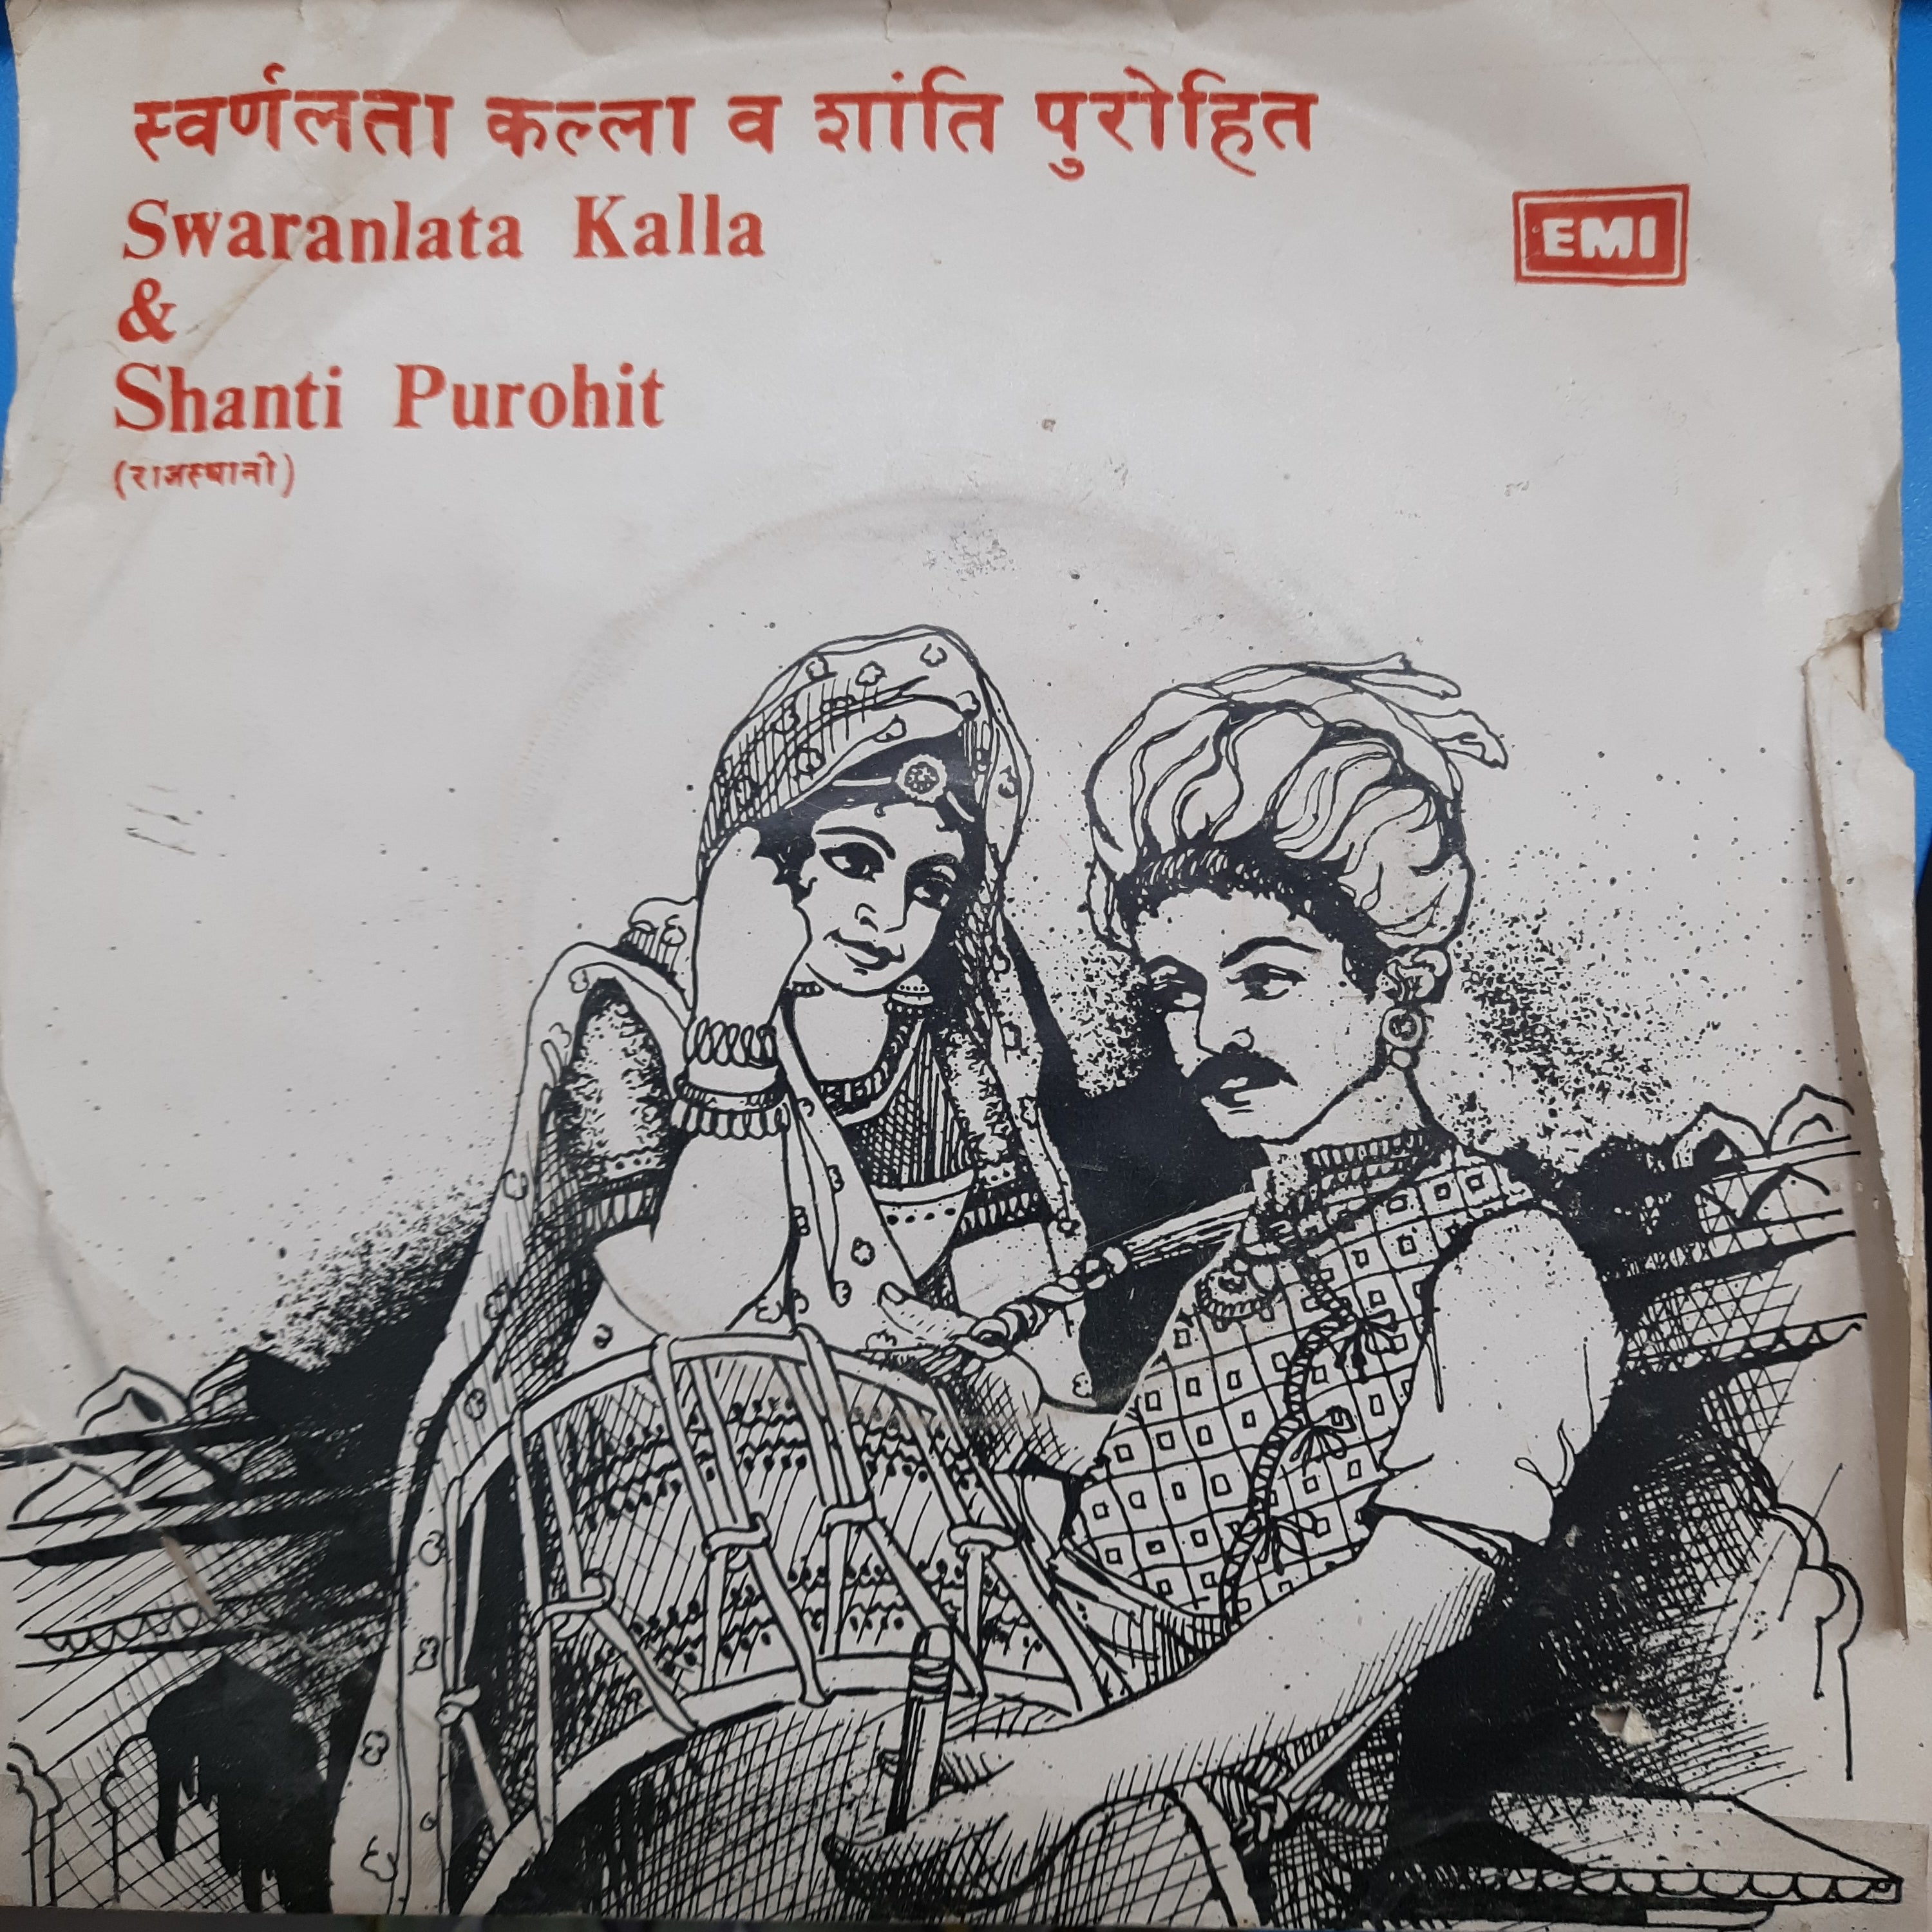 स्वर्णलता कल्ला व शांति पुरोहित
Swaranlata Kalla
&
Shanti Purohit
(राजस्थानी)
EMI